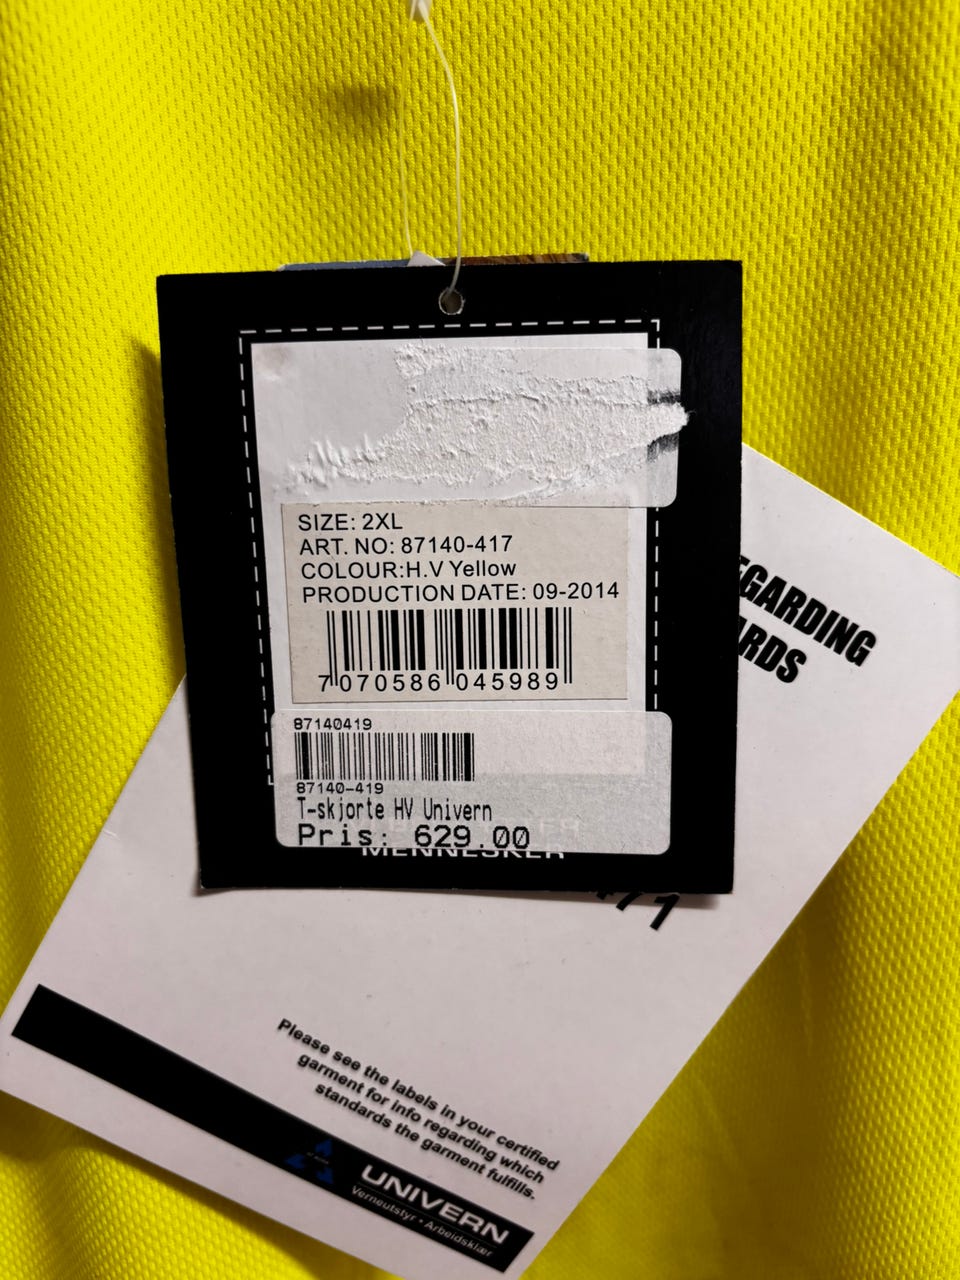 SIZE: 2XL
ART. NO: 87140-417
COLOUR:H.V Yellow
PRODUCTION DATE: 09-2014
7 070586 045989
87140419
87140-419
T-skjorte HV Univern
Pris: 629.00
MENNESKER
EGARDING
ARDS
471
Please see the labels in your certified
garment for info regarding which
standards the garment fulfills.
UNIVERN
Verneutstyr • Arbeidsklær